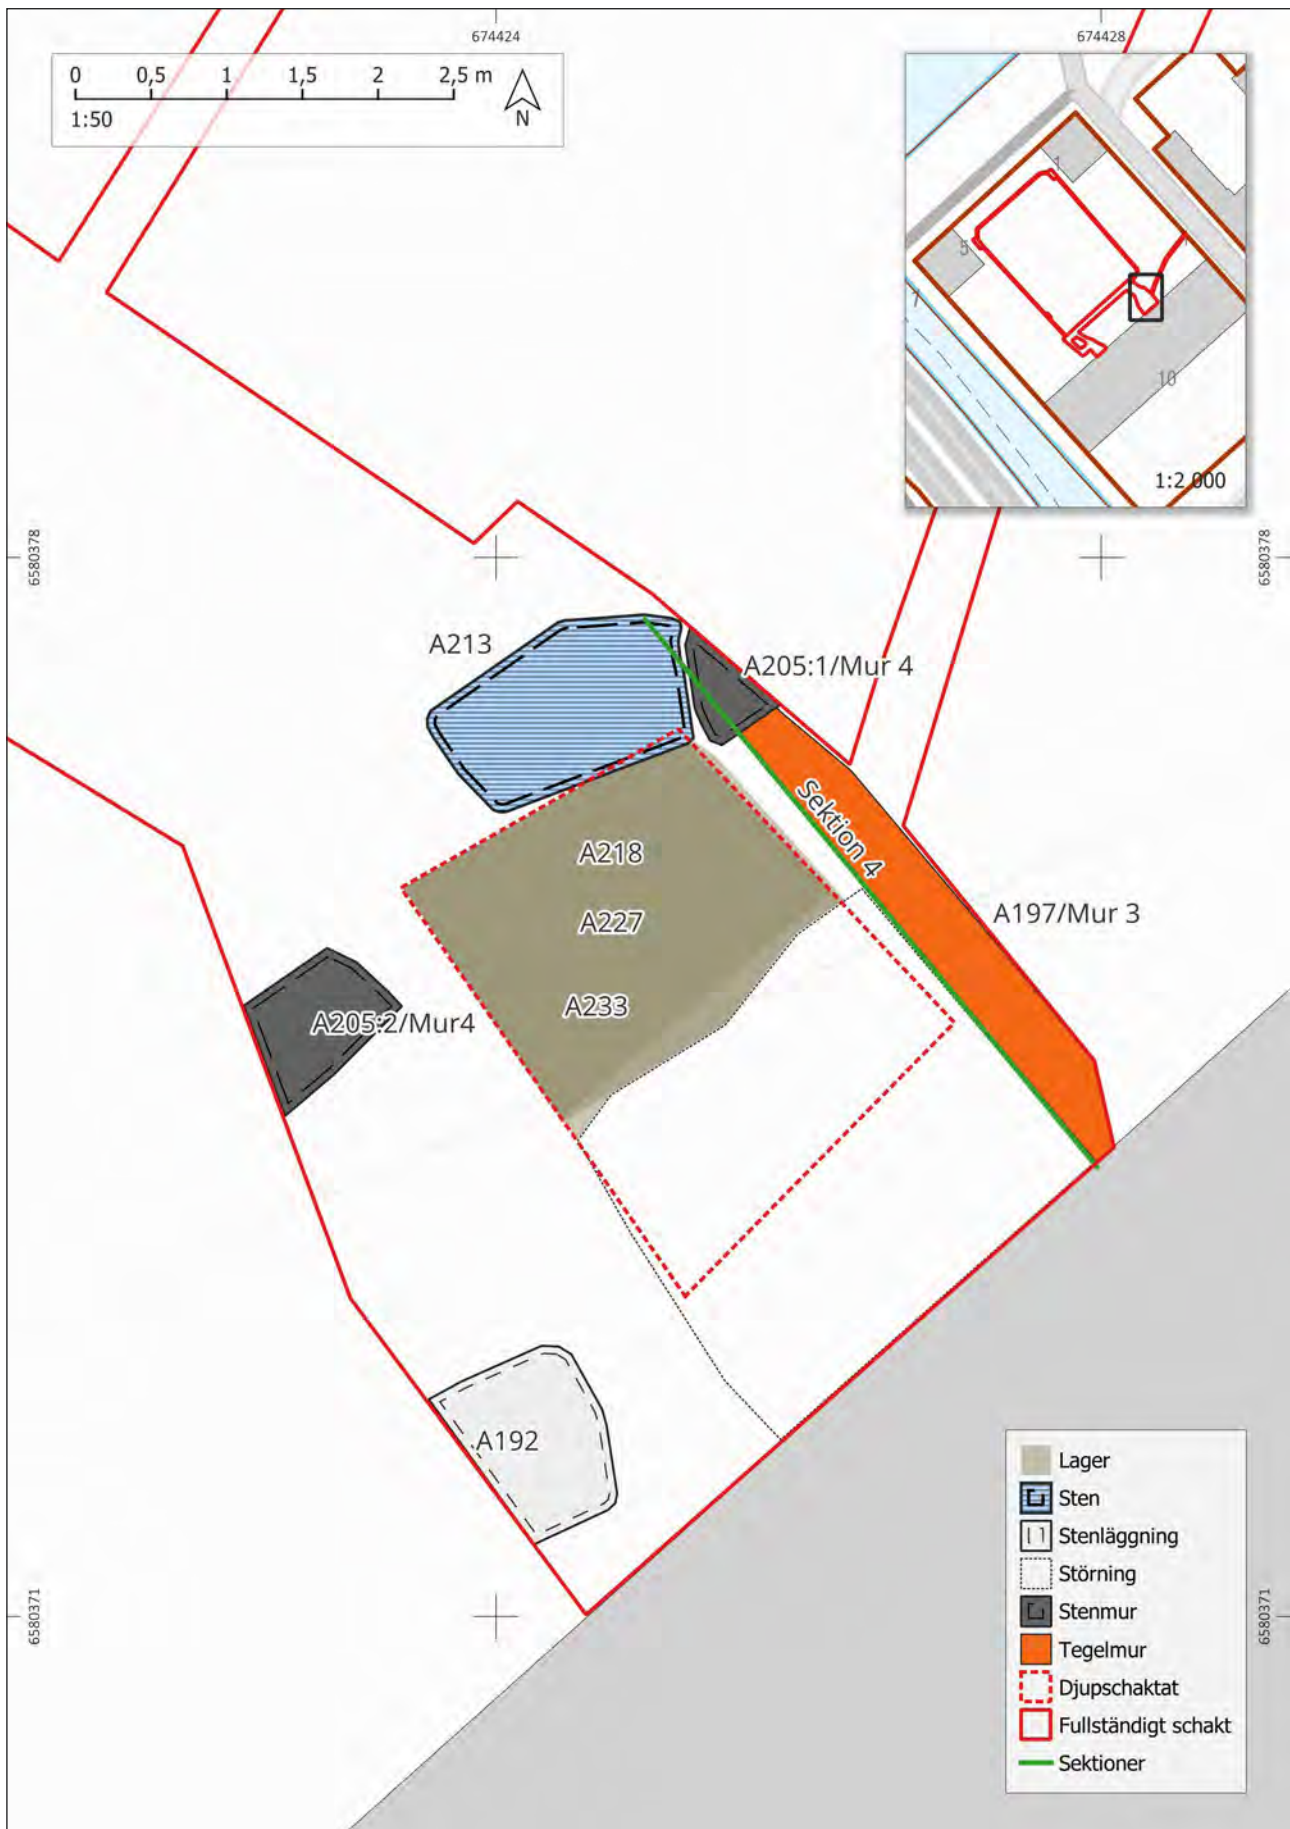 674424
674428
0 0,5 1 1,5 2 2,5 m
1:50
N
1
5
7
1
10
1:2 000
6580378
6580378
A213
A205:1/Mur 4
Sektion 4
A218
A227
A197/Mur 3
A233
A205:2/Mur4
A192
6580371
6580371
Lager
Sten
Stenläggning
Störning
Stenmur
Tegelmur
Djupschaktat
Fullständigt schakt
Sektioner